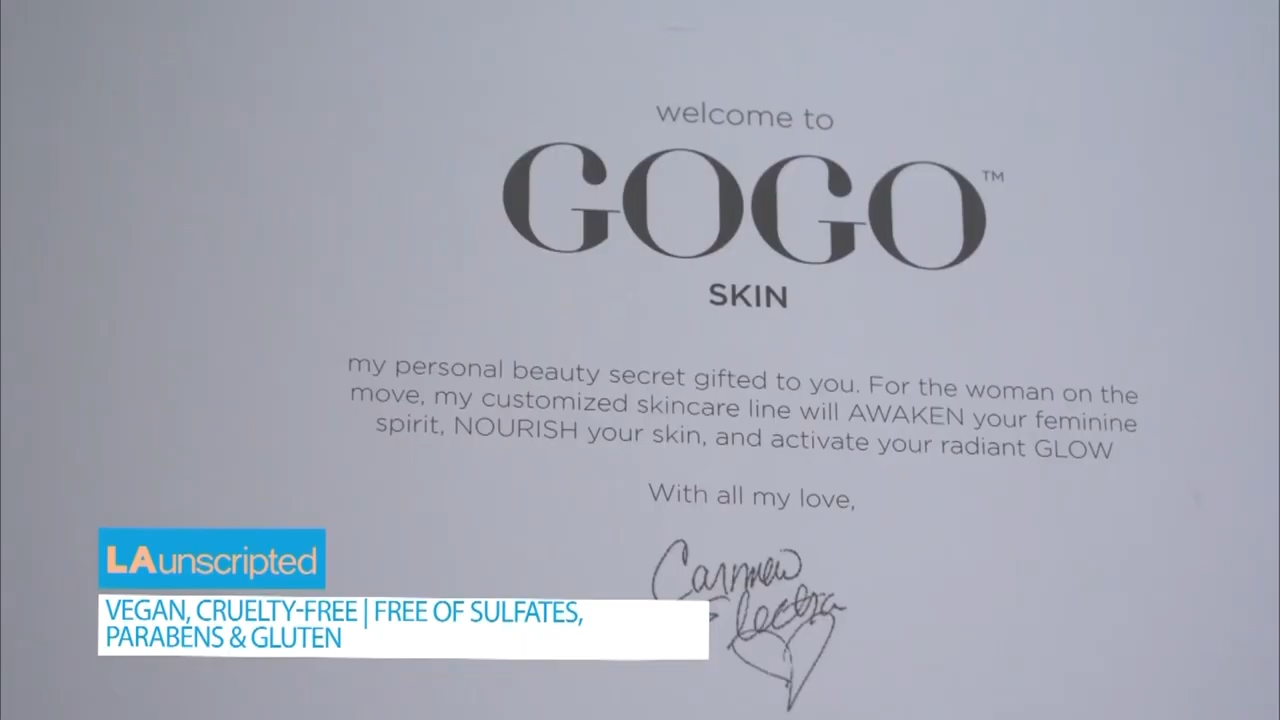 welcome to
GOGO™
SKIN
my personal beauty secret gifted to you. For the woman on the
move, my customized skincare line will AWAKEN your feminine
spirit, NOURISH your skin, and activate your radiant GLOW
With all my love,
Carmen
Electra
LAunscripted
VEGAN, CRUELTY-FREE | FREE OF SULFATES,
PARABENS & GLUTEN